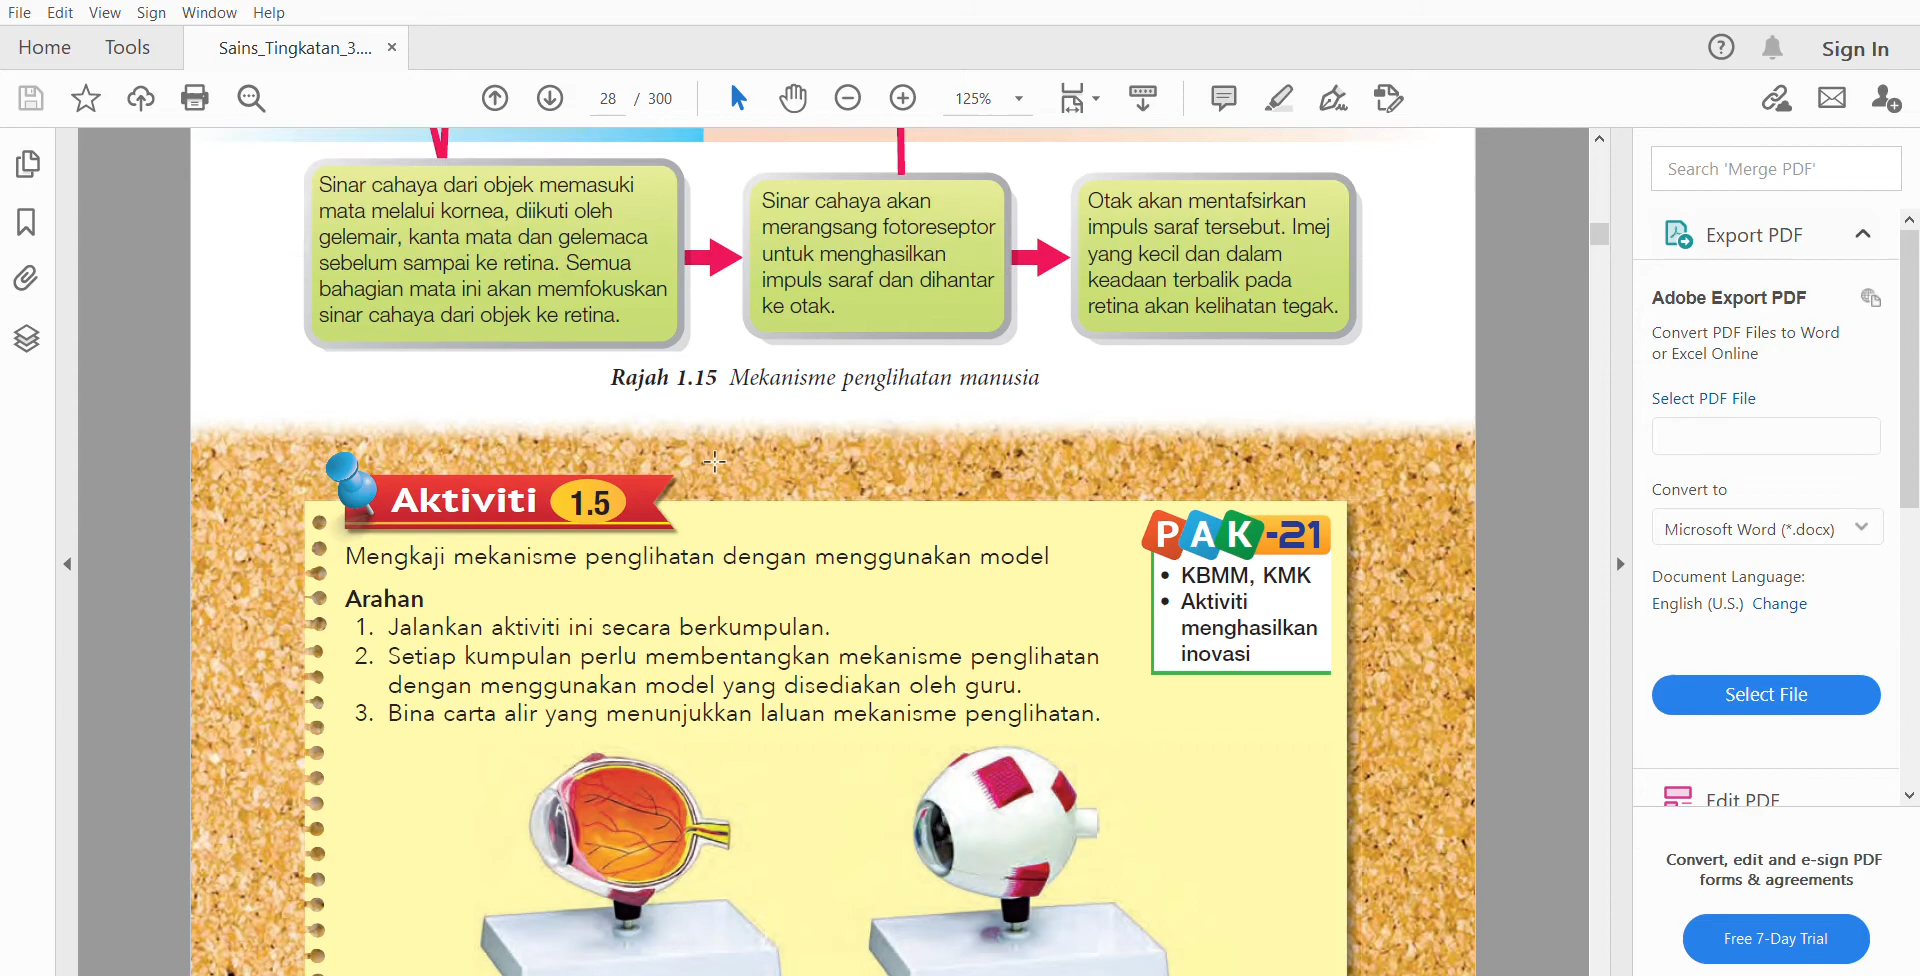 File Edit View Sign Window Help
Home Tools Sains_Tingkatan_3.... × Sign In
28 / 300 125%
Sinar cahaya dari objek memasuki
mata melalui kornea, diikuti oleh
gelemair, kanta mata dan gelemaca
sebelum sampai ke retina. Semua
bahagian mata ini akan memfokuskan
sinar cahaya dari objek ke retina.
Sinar cahaya akan
merangsang fotoreseptor
untuk menghasilkan
impuls saraf dan dihantar
ke otak.
Otak akan mentafsirkan
impuls saraf tersebut. Imej
yang kecil dan dalam
keadaan terbalik pada
retina akan kelihatan tegak.
Rajah 1.15 Mekanisme penglihatan manusia
Aktiviti 1.5
Mengkaji mekanisme penglihatan dengan menggunakan model
Arahan
1. Jalankan aktiviti ini secara berkumpulan.
2. Setiap kumpulan perlu membentangkan mekanisme penglihatan
dengan menggunakan model yang disediakan oleh guru.
3. Bina carta alir yang menunjukkan laluan mekanisme penglihatan.
PAK-21
• KBMM, KMK
• Aktiviti
menghasilkan
inovasi
Search 'Merge PDF'
Export PDF
Adobe Export PDF
Convert PDF Files to Word
or Excel Online
Select PDF File
Convert to
Microsoft Word (*.docx)
Document Language:
English (U.S.) Change
Select File
Edit PDF
Convert, edit and e-sign PDF
forms & agreements
Free 7-Day Trial